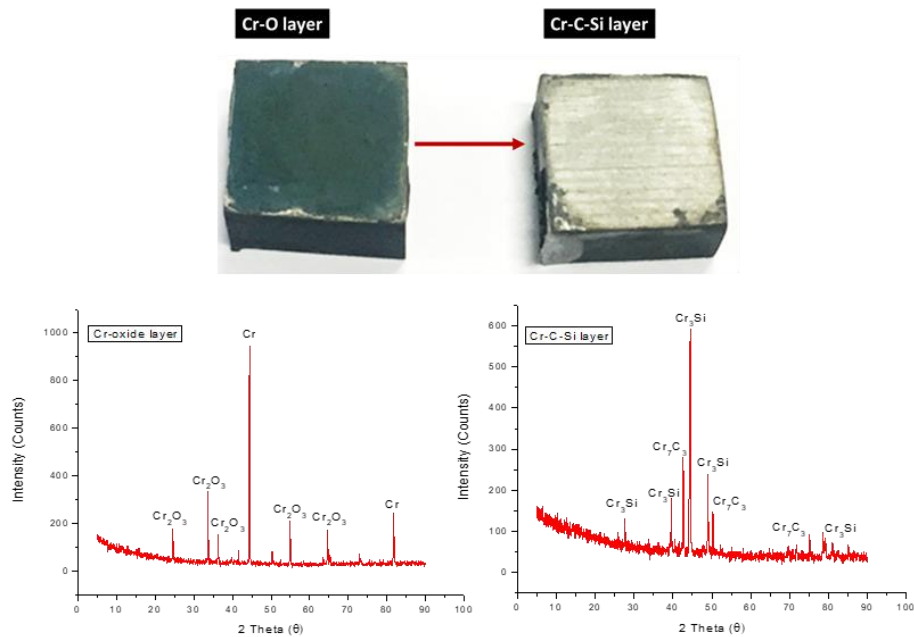 Cr-O layer
Cr-C-Si layer
Cr-oxide layer
Cr
Cr₂O₃
Cr₂O₃
Cr₂O₃
Cr₂O₃
Cr₂O₃
Cr
Intensity (Counts)
1000
800
600
400
200
0
0 10 20 30 40 50 60 70 80 90 100
2 Theta (θ)
Cr-C-Si layer
Cr₃Si
Cr₇C₃
Cr₃Si
Cr₃Si
Cr₃Si
Cr₇C₃
Cr₇C₃
Cr₃Si
Intensity (Counts)
600
500
400
300
200
100
0
0 10 20 30 40 50 60 70 80 90 100
2 Theta (θ)